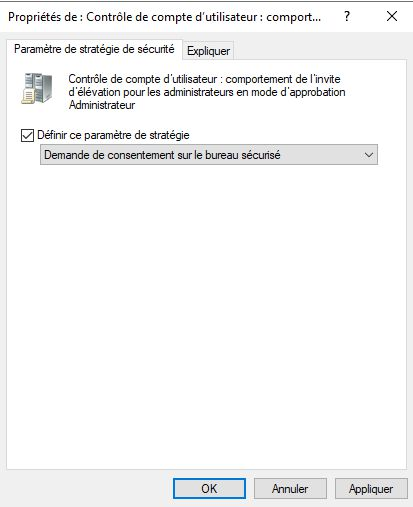 Propriétés de : Contrôle de compte d'utilisateur : comport... ?
Paramètre de stratégie de sécurité Expliquer
Contrôle de compte d'utilisateur : comportement de l'invite
d'élévation pour les administrateurs en mode d'approbation
Administrateur
Définir ce paramètre de stratégie
Demande de consentement sur le bureau sécurisé
OK Annuler Appliquer